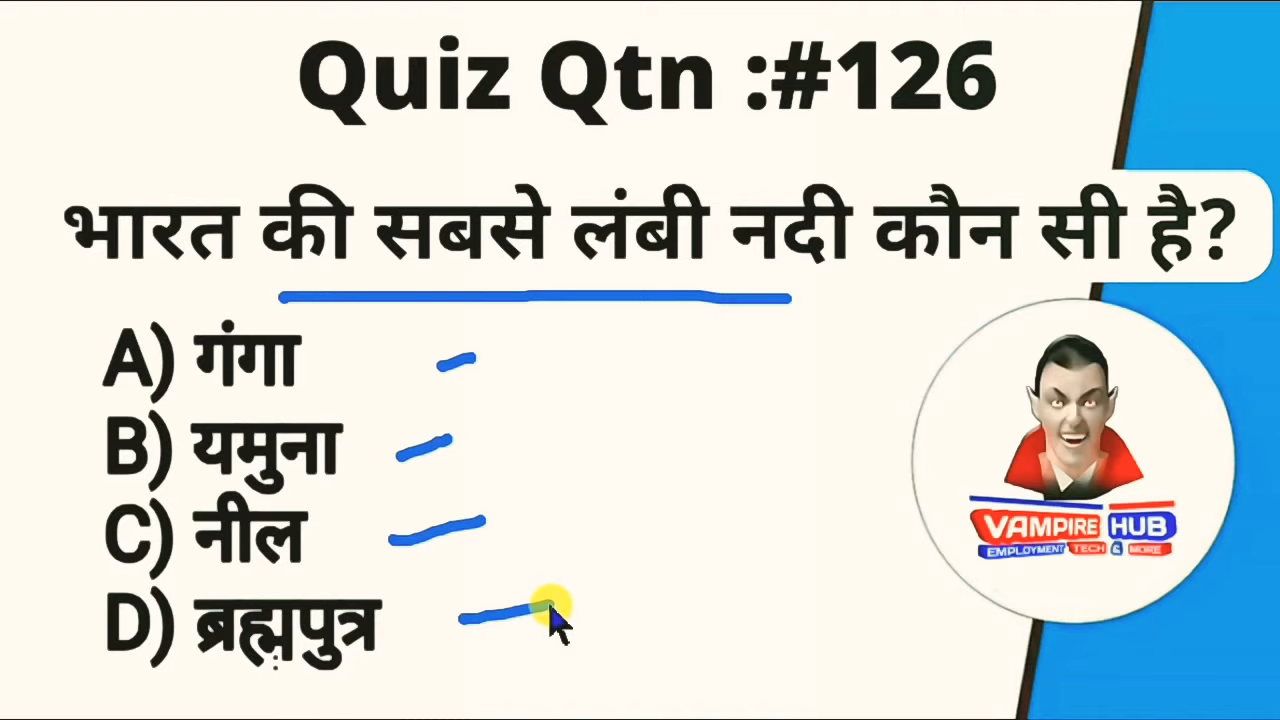 Quiz Qtn :#126
भारत की सबसे लंबी नदी कौन सी है?
A) गंगा
B) यमुना
C) नील
D) ब्रह्मपुत्र
VAMPIRE HUB
EMPLOYMENT TECH & MORE